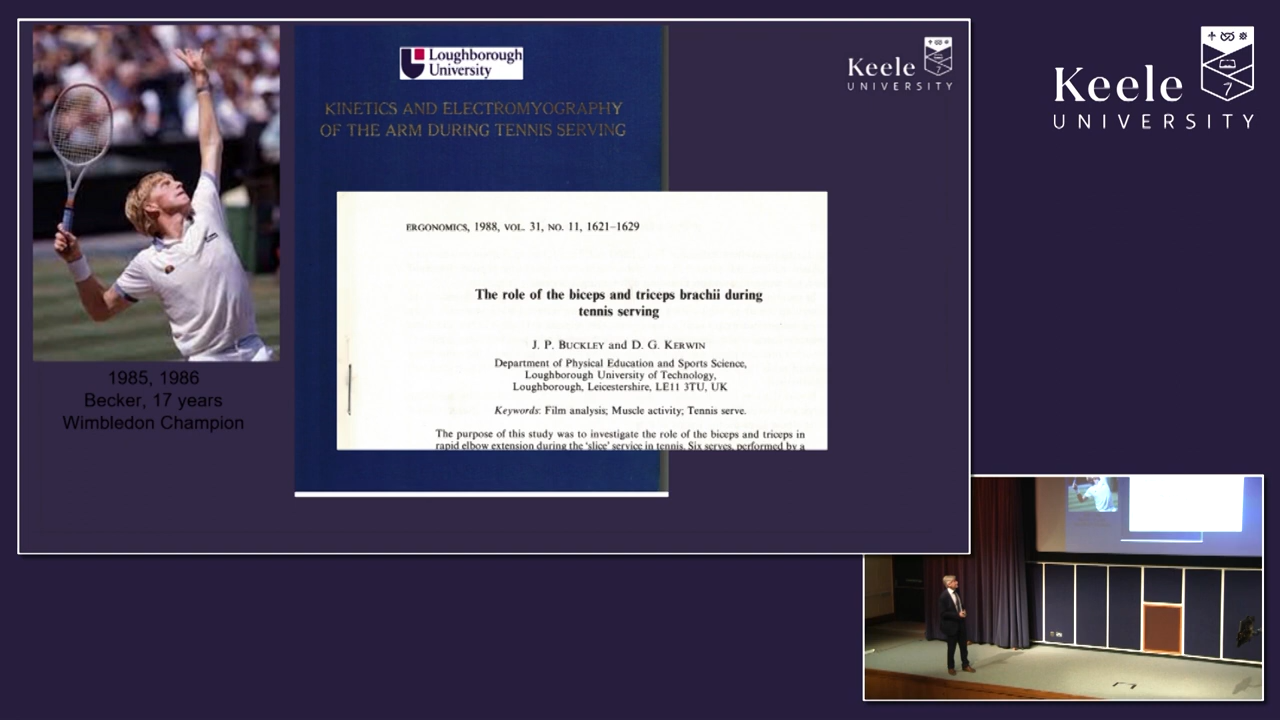 Loughborough
University
KINETICS AND ELECTROMYOGRAPHY
OF THE ARM DURING TENNIS SERVING
Keele
UNIVERSITY
ERGONOMICS, 1988, VOL. 31, NO. 11, 1621–1629
The role of the biceps and triceps brachii during
tennis serving
J. P. BUCKLEY and D. G. KERWIN
Department of Physical Education and Sports Science,
Loughborough University of Technology,
Loughborough, Leicestershire, LE11 3TU, UK
Keywords: Film analysis; Muscle activity; Tennis serve.
The purpose of this study was to investigate the role of the biceps and triceps in
rapid elbow extension during the 'slice' service in tennis. Six serves, performed by a
1985, 1986
Becker, 17 years
Wimbledon Champion
Keele
UNIVERSITY